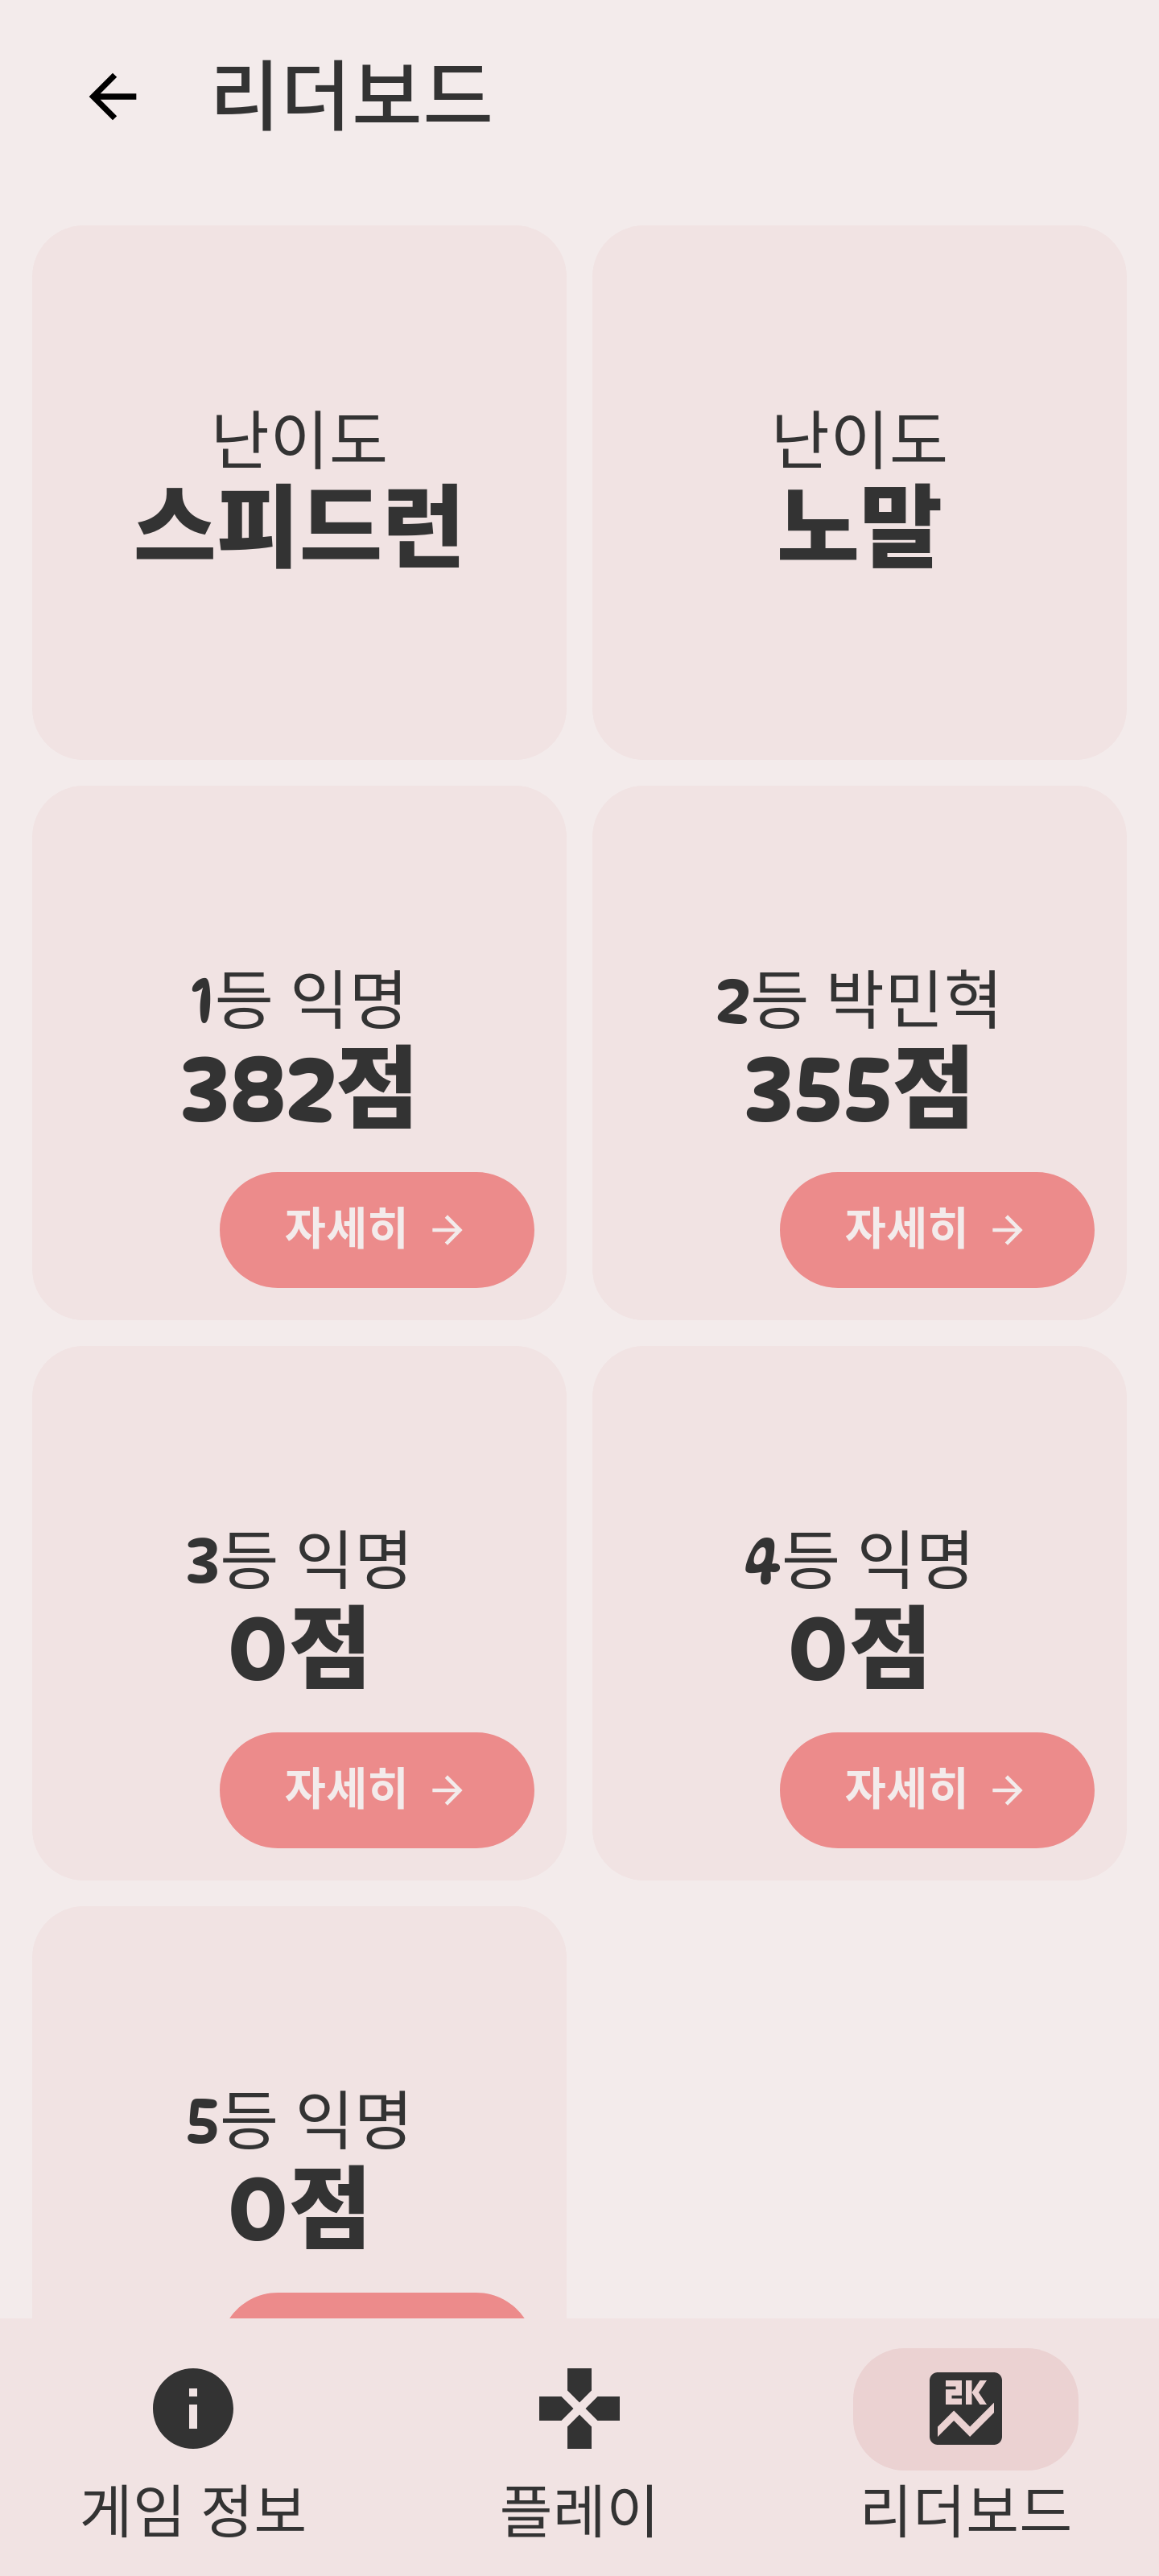 리더보드
난이도
스피드런
난이도
노말
1등 익명
382점
자세히
2등 박민혁
355점
자세히
3등 익명
0점
자세히
4등 익명
0점
자세히
5등 익명
0점
2K
게임 정보
플레이
리더보드